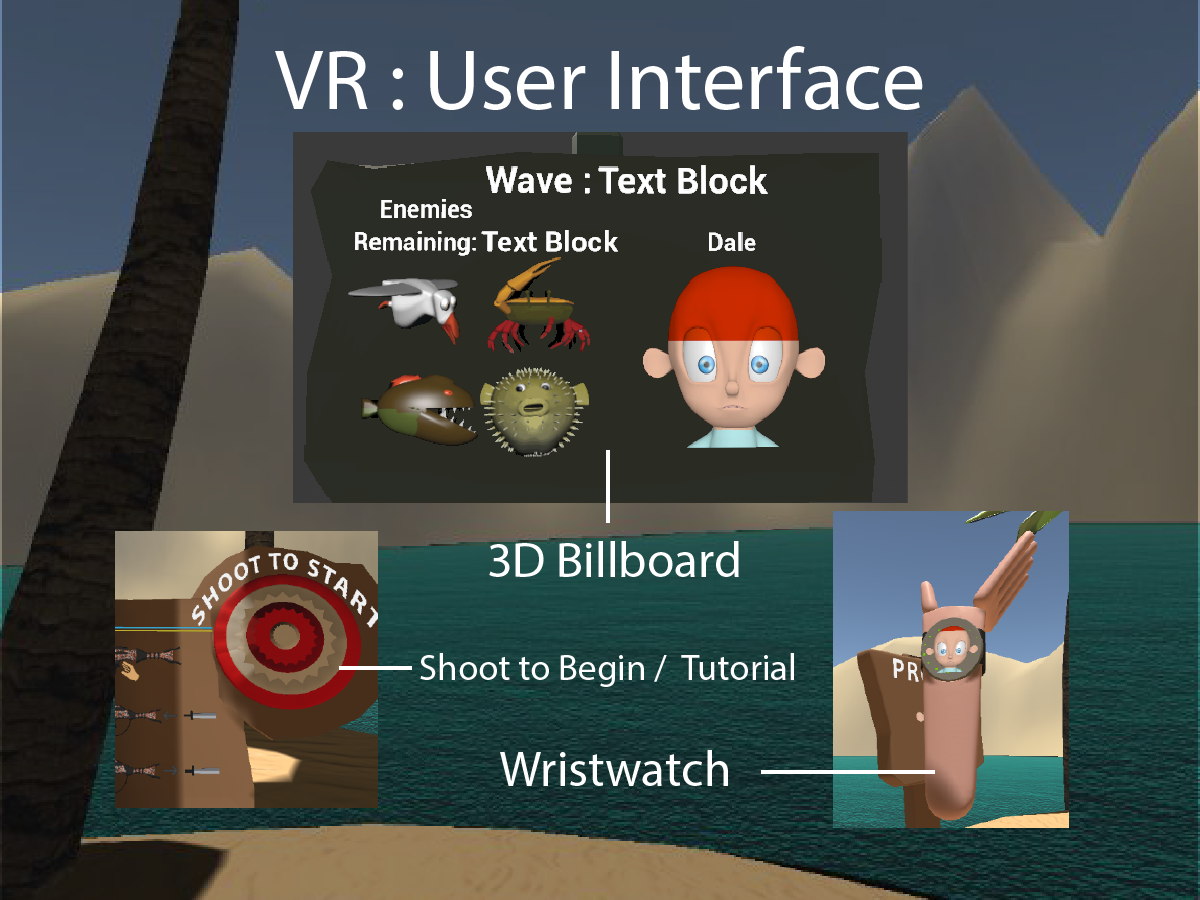 VR : User Interface
Wave : Text Block
Enemies
Remaining: Text Block
Dale
3D Billboard
SHOOT TO START
Shoot to Begin / Tutorial
PR
Wristwatch